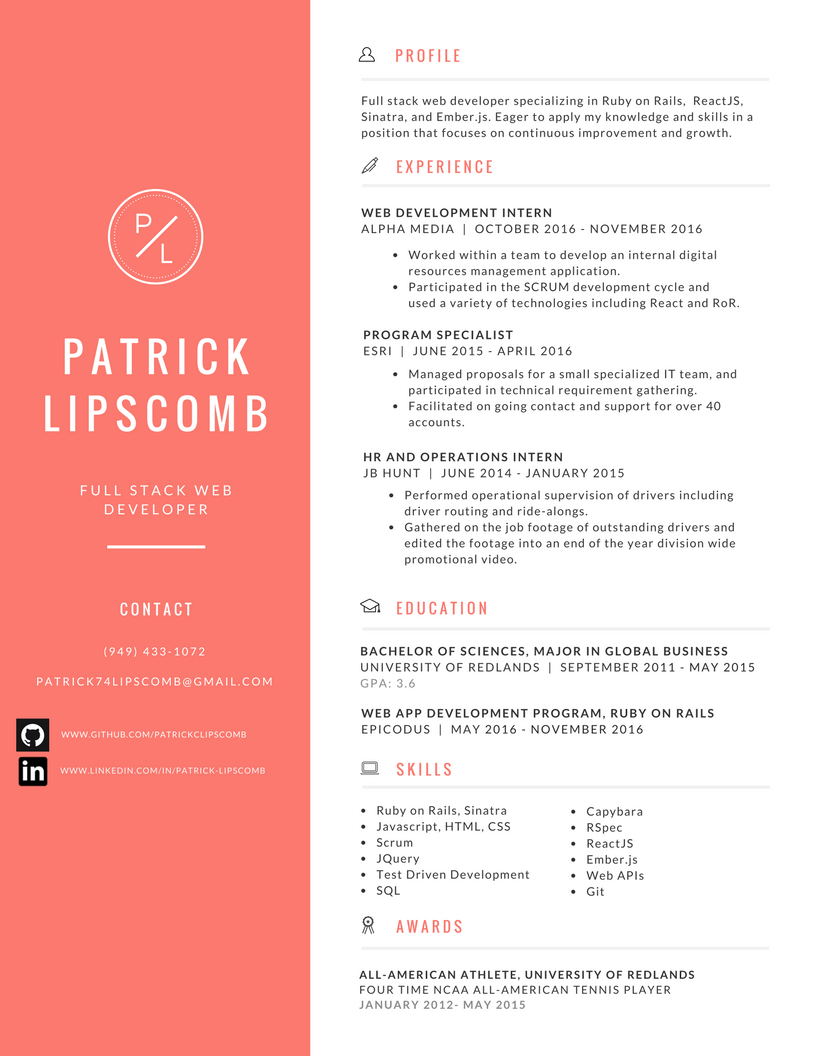 P
L
PATRICK
LIPSCOMB
FULL STACK WEB
DEVELOPER
CONTACT
(949) 433-1072
PATRICK74LIPSCOMB@GMAIL.COM
WWW.GITHUB.COM/PATRICKCLIPSCOMB
in
WWW.LINKEDIN.COM/IN/PATRICK-LIPSCOMB
PROFILE
Full stack web developer specializing in Ruby on Rails,  ReactJS,
Sinatra, and Ember.js. Eager to apply my knowledge and skills in a
position that focuses on continuous improvement and growth.
EXPERIENCE
WEB DEVELOPMENT INTERN
ALPHA MEDIA | OCTOBER 2016 - NOVEMBER 2016
• Worked within a team to develop an internal digital
resources management application.
• Participated in the SCRUM development cycle and
used a variety of technologies including React and RoR.
PROGRAM SPECIALIST
ESRI | JUNE 2015 - APRIL 2016
• Managed proposals for a small specialized IT team, and
participated in technical requirement gathering.
• Facilitated on going contact and support for over 40
accounts.
HR AND OPERATIONS INTERN
JB HUNT | JUNE 2014 - JANUARY 2015
• Performed operational supervision of drivers including
driver routing and ride-alongs.
• Gathered on the job footage of outstanding drivers and
edited the footage into an end of the year division wide
promotional video.
EDUCATION
BACHELOR OF SCIENCES, MAJOR IN GLOBAL BUSINESS
UNIVERSITY OF REDLANDS | SEPTEMBER 2011 - MAY 2015
GPA: 3.6
WEB APP DEVELOPMENT PROGRAM, RUBY ON RAILS
EPICODUS | MAY 2016 - NOVEMBER 2016
SKILLS
• Ruby on Rails, Sinatra
• Javascript, HTML, CSS
• Scrum
• JQuery
• Test Driven Development
• SQL
• Capybara
• RSpec
• ReactJS
• Ember.js
• Web APIs
• Git
AWARDS
ALL-AMERICAN ATHLETE, UNIVERSITY OF REDLANDS
FOUR TIME NCAA ALL-AMERICAN TENNIS PLAYER
JANUARY 2012- MAY 2015